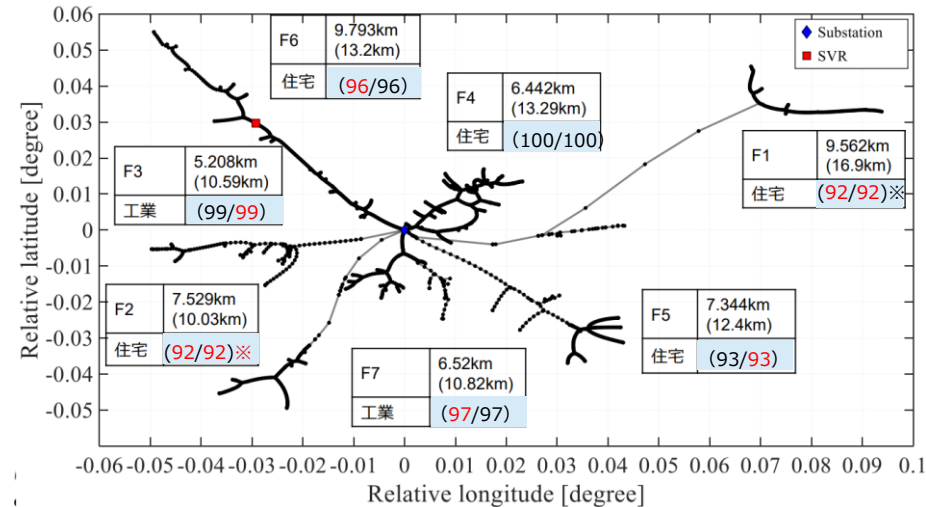 Substation
SVR
F6
9.793km
(13.2km)
住宅
(96/96)
F4
6.442km
(13.29km)
住宅
(100/100)
F1
9.562km
(16.9km)
住宅
(92/92)※
F3
5.208km
(10.59km)
工業
(99/99)
F2
7.529km
(10.03km)
住宅
(92/92)※
F5
7.344km
(12.4km)
住宅
(93/93)
F7
6.52km
(10.82km)
工業
(97/97)
Relative latitude [degree]
0.06
0.05
0.04
0.03
0.02
0.01
0
-0.01
-0.02
-0.03
-0.04
-0.05
-0.06 -0.05 -0.04 -0.03 -0.02 -0.01 0 0.01 0.02 0.03 0.04 0.05 0.06 0.07 0.08 0.09 0.1
Relative longitude [degree]